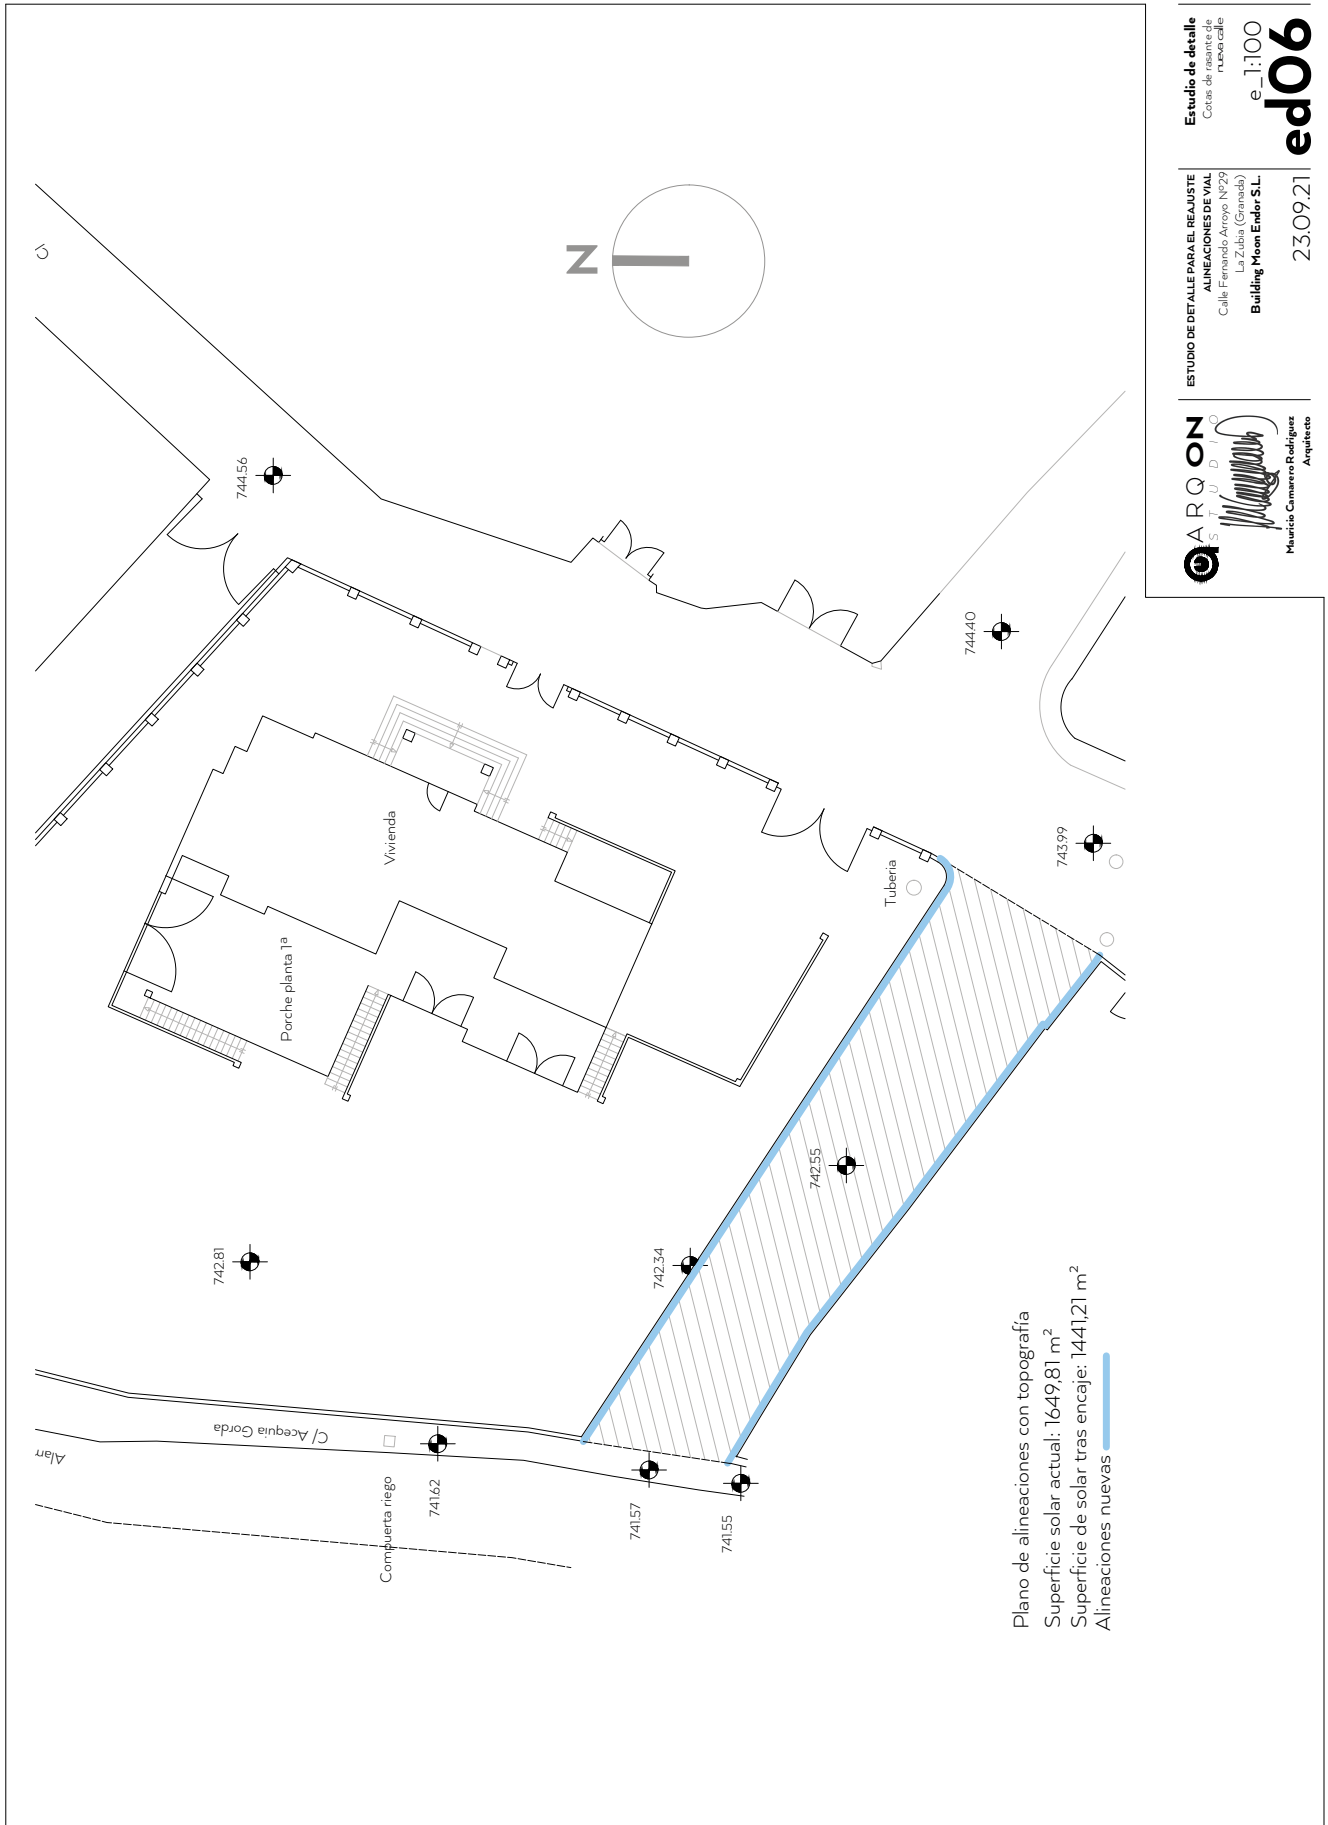 Estudio de detalle
Cotas de rasante de
nueva calle
e_1:100
ed06
ESTUDIO DE DETALLE PARA EL REAJUSTE
ALINEACIONES DE VIAL
Calle Fernando Arroyo Nº29
La Zubia (Granada)
Building Moon Endor S.L.
23.09.21
ARQ ON
STUDIO
Mauricio Camarero Rodríguez
Arquitecto
N
744.56
744.40
743.99
Vivienda
Tuberia
Porche planta 1ª
742.55
742.81
742.34
C/ Acequia Gorda
Alam
Compuerta riego
741.62
741.57
741.55
Plano de alineaciones con topografía
Superficie solar actual: 1649,81 m²
Superficie de solar tras encaje: 1441,21 m²
Alineaciones nuevas